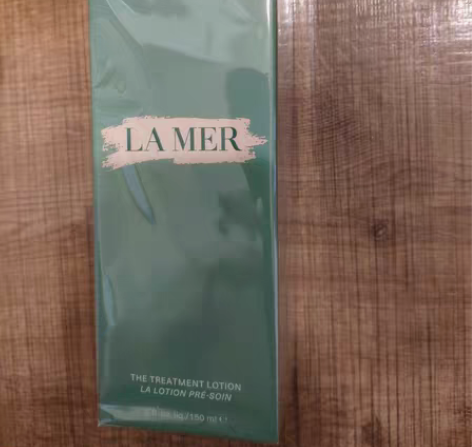 LA MER
THE TREATMENT LOTION
LA LOTION PRÉ-SOIN
150 ml